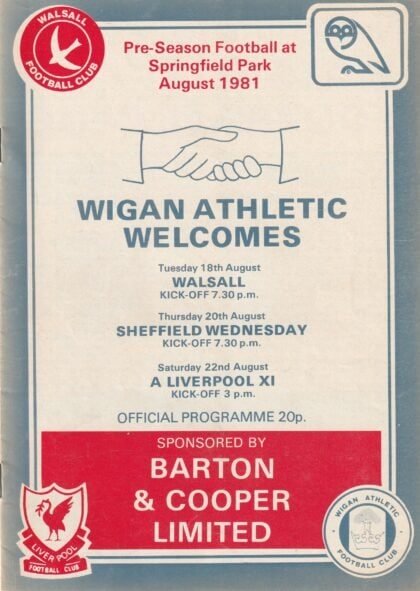 WALSALL
FOOTBALL CLUB
Pre-Season Football at
Springfield Park
August 1981
WIGAN ATHLETIC
WELCOMES
Tuesday 18th August
WALSALL
KICK-OFF 7.30 p.m.
Thursday 20th August
SHEFFIELD WEDNESDAY
KICK-OFF 7.30 p.m.
Saturday 22nd August
A LIVERPOOL XI
KICK-OFF 3 p.m.
OFFICIAL PROGRAMME 20p.
SPONSORED BY
BARTON
& COOPER
LIMITED
LIVERPOOL
FOOTBALL CLUB
WIGAN ATHLETIC
FOOTBALL CLUB